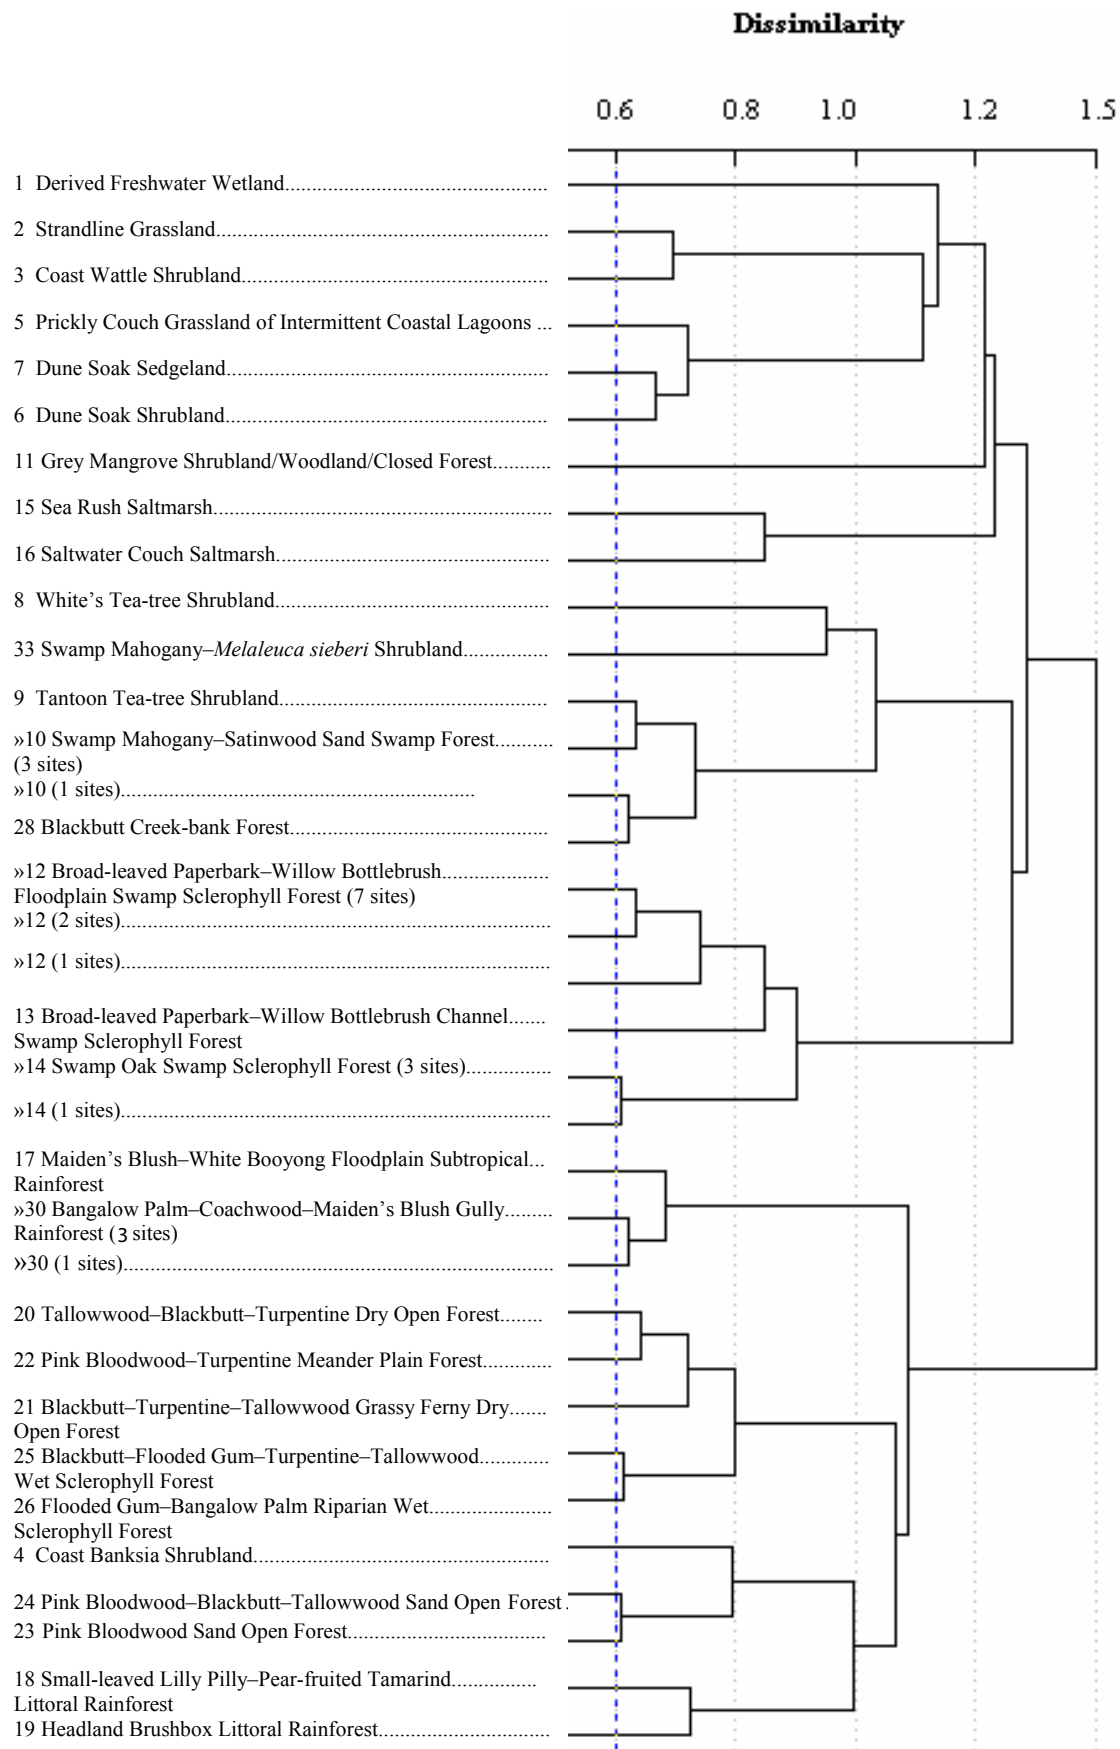 Dissimilarity
0.6 0.8 1.0 1.2 1.5
1 Derived Freshwater Wetland.................................................
2 Strandline Grassland..............................................................
3 Coast Wattle Shrubland.........................................................
5 Prickly Couch Grassland of Intermittent Coastal Lagoons ...
7 Dune Soak Sedgeland............................................................
6 Dune Soak Shrubland............................................................
11 Grey Mangrove Shrubland/Woodland/Closed Forest...........
15 Sea Rush Saltmarsh...............................................................
16 Saltwater Couch Saltmarsh....................................................
8 White’s Tea-tree Shrubland...................................................
33 Swamp Mahogany–Melaleuca sieberi Shrubland................
9 Tantoon Tea-tree Shrubland..................................................
»10 Swamp Mahogany–Satinwood Sand Swamp Forest...........
(3 sites)
»10 (1 sites)..................................................................
28 Blackbutt Creek-bank Forest................................................
»12 Broad-leaved Paperbark–Willow Bottlebrush....................
Floodplain Swamp Sclerophyll Forest (7 sites)
»12 (2 sites)................................................................................
»12 (1 sites)................................................................................
13 Broad-leaved Paperbark–Willow Bottlebrush Channel.......
Swamp Sclerophyll Forest
»14 Swamp Oak Swamp Sclerophyll Forest (3 sites)................
»14 (1 sites)................................................................................
17 Maiden’s Blush–White Booyong Floodplain Subtropical...
Rainforest
»30 Bangalow Palm–Coachwood–Maiden’s Blush Gully.........
Rainforest (3 sites)
»30 (1 sites)................................................................................
20 Tallowwood–Blackbutt–Turpentine Dry Open Forest........
22 Pink Bloodwood–Turpentine Meander Plain Forest.............
21 Blackbutt–Turpentine–Tallowwood Grassy Ferny Dry.......
Open Forest
25 Blackbutt–Flooded Gum–Turpentine–Tallowwood.............
Wet Sclerophyll Forest
26 Flooded Gum–Bangalow Palm Riparian Wet.......................
Sclerophyll Forest
4 Coast Banksia Shrubland.......................................................
24 Pink Bloodwood–Blackbutt–Tallowwood Sand Open Forest.
23 Pink Bloodwood Sand Open Forest.....................................
18 Small-leaved Lilly Pilly–Pear-fruited Tamarind................
Littoral Rainforest
19 Headland Brushbox Littoral Rainforest................................